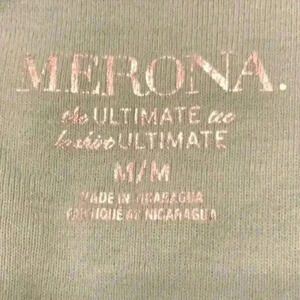 MERONA.
the ULTIMATE tee
le t-shirt ULTIMATE
M/M
MADE IN NICARAGUA
FABRIQUÉ AU NICARAGUA